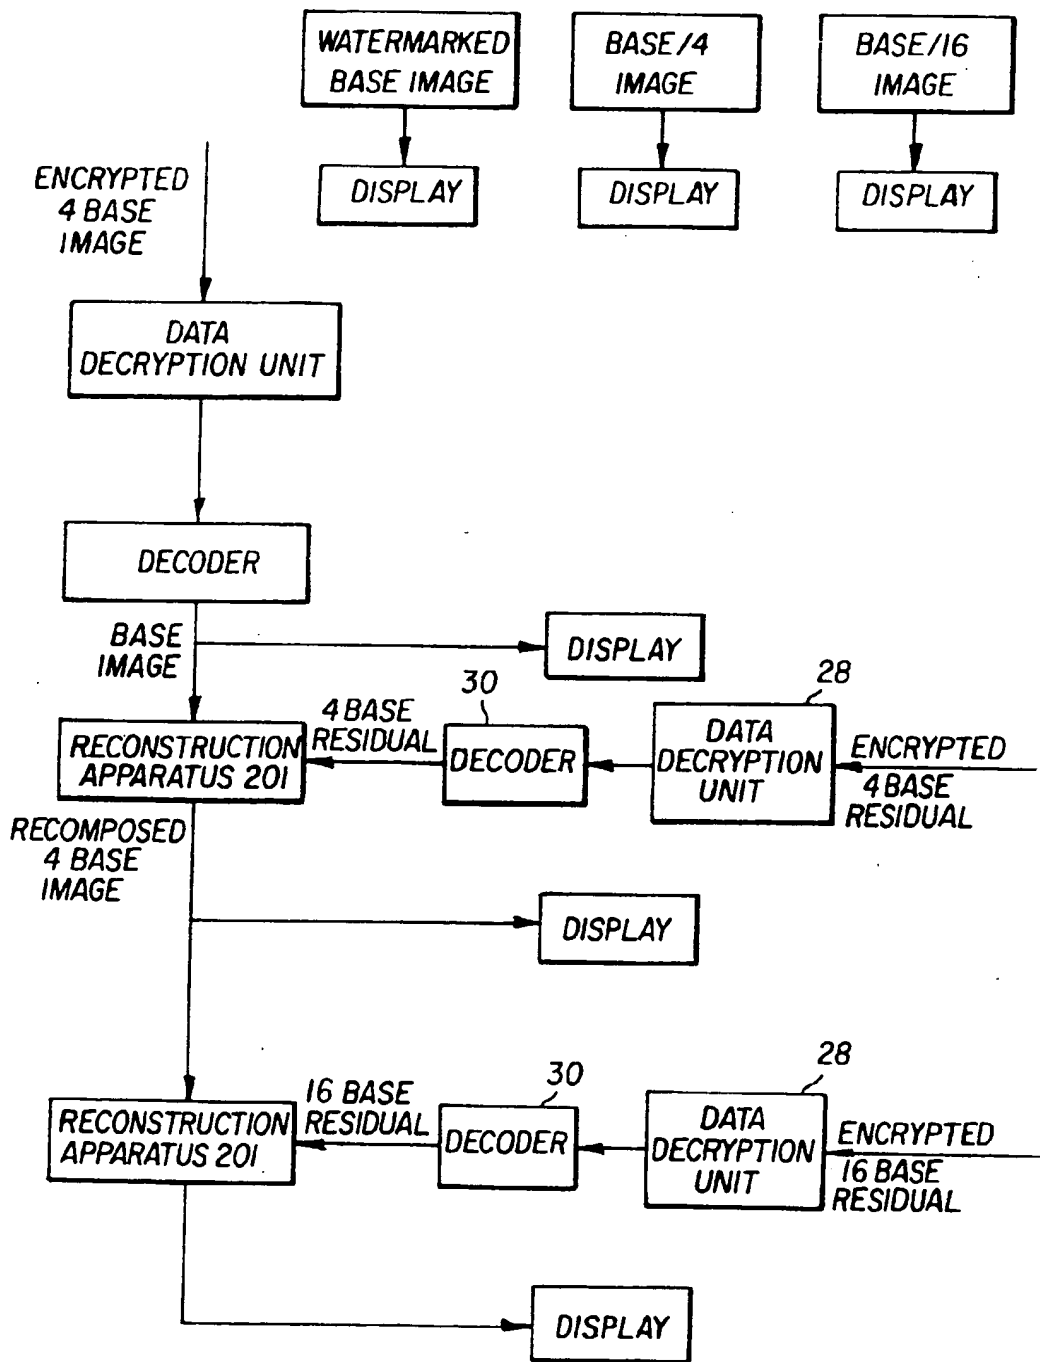 WATERMARKED
BASE IMAGE
BASE/4
IMAGE
BASE/16
IMAGE
DISPLAY
DISPLAY
DISPLAY
ENCRYPTED
4 BASE
IMAGE
DATA
DECRYPTION UNIT
DECODER
BASE
IMAGE
DISPLAY
RECONSTRUCTION
APPARATUS 201
4 BASE
RESIDUAL
30
DECODER
28
DATA
DECRYPTION
UNIT
ENCRYPTED
4 BASE
RESIDUAL
RECOMPOSED
4 BASE
IMAGE
DISPLAY
RECONSTRUCTION
APPARATUS 201
16 BASE
RESIDUAL
30
DECODER
28
DATA
DECRYPTION
UNIT
ENCRYPTED
16 BASE
RESIDUAL
DISPLAY